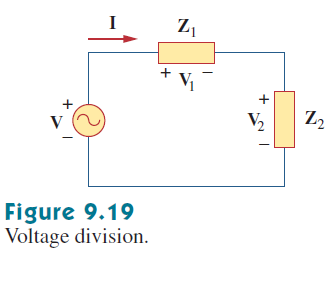 I
Z₁
+ V₁ −
+
V
−
+
V₂
−
Z₂
Figure 9.19
Voltage division.